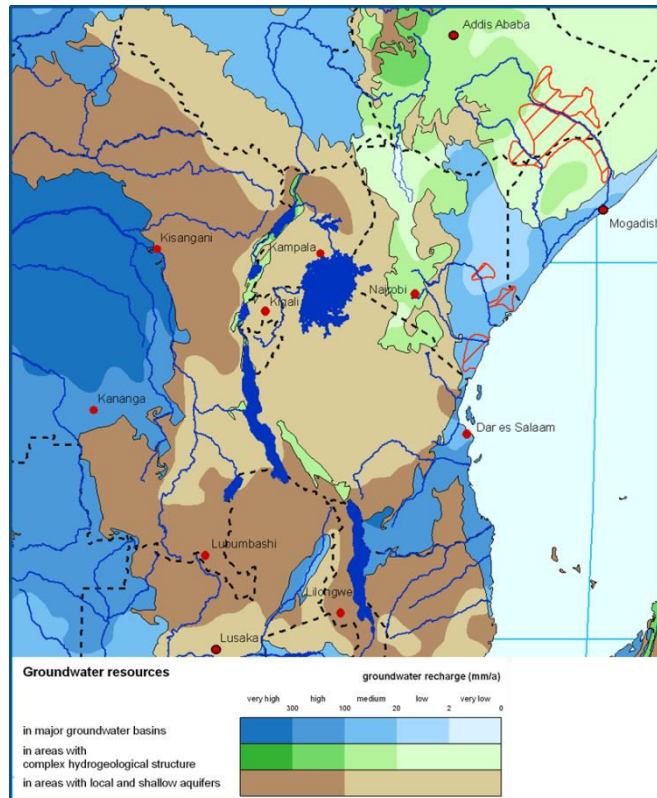 Addis Ababa
Mogadish
Kisangani
Kampala
Nairobi
Kigali
Kananga
Dar es Salaam
Lubumbashi
Lilongwe
Lusaka
Groundwater resources
groundwater recharge (mm/a)
very high high medium low very low
300 100 20 2 0
in major groundwater basins
in areas with
complex hydrogeological structure
in areas with local and shallow aquifers